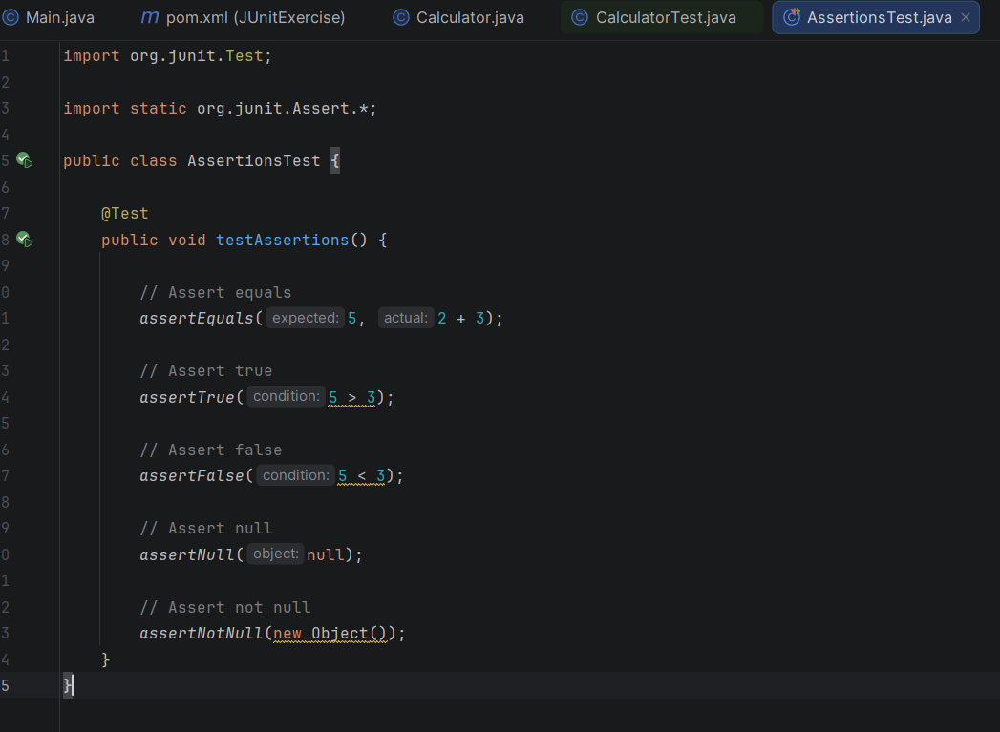 Main.java pom.xml (JUnitExercise) Calculator.java CalculatorTest.java AssertionsTest.java
1 import org.junit.Test;
2
3 import static org.junit.Assert.*;
4
5 public class AssertionsTest {
6
7 @Test
8 public void testAssertions() {
9
0 // Assert equals
1 assertEquals( expected: 5, actual: 2 + 3);
2
3 // Assert true
4 assertTrue( condition: 5 > 3);
5
6 // Assert false
7 assertFalse( condition: 5 < 3);
8
9 // Assert null
0 assertNull( object: null);
1
2 // Assert not null
3 assertNotNull(new Object());
4 }
5 }